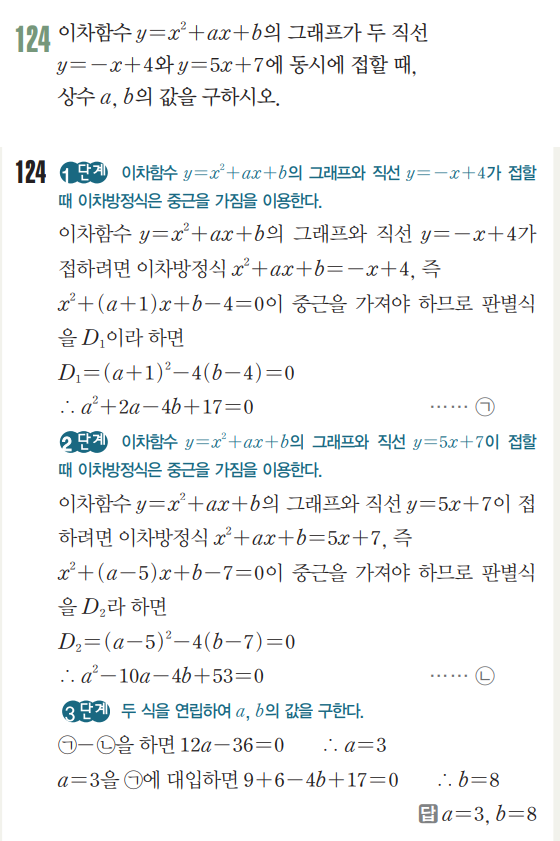 124 이차함수 y=x²+ax+b의 그래프가 두 직선
y=-x+4와 y=5x+7에 동시에 접할 때,
상수 a, b의 값을 구하시오.
124 1단계 이차함수 y=x²+ax+b의 그래프와 직선 y=-x+4가 접할
때 이차방정식은 중근을 가짐을 이용한다.
이차함수 y=x²+ax+b의 그래프와 직선 y=-x+4가
접하려면 이차방정식 x²+ax+b=-x+4, 즉
x²+(a+1)x+b-4=0이 중근을 가져야 하므로 판별식
을 D₁이라 하면
D₁=(a+1)²-4(b-4)=0
∴ a²+2a-4b+17=0 …… ㉠
2단계 이차함수 y=x²+ax+b의 그래프와 직선 y=5x+7이 접할
때 이차방정식은 중근을 가짐을 이용한다.
이차함수 y=x²+ax+b의 그래프와 직선 y=5x+7이 접
하려면 이차방정식 x²+ax+b=5x+7, 즉
x²+(a-5)x+b-7=0이 중근을 가져야 하므로 판별식
을 D₂라 하면
D₂=(a-5)²-4(b-7)=0
∴ a²-10a-4b+53=0 …… ㉡
3단계 두 식을 연립하여 a, b의 값을 구한다.
㉠-㉡을 하면 12a-36=0 ∴ a=3
a=3을 ㉠에 대입하면 9+6-4b+17=0 ∴ b=8
답 a=3, b=8